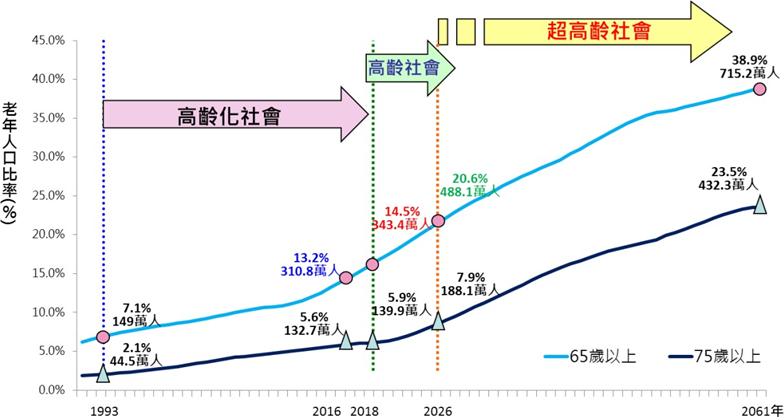 超高齡社會
高齡社會
高齡化社會
老年人口比率(%)
45.0%
40.0%
35.0%
30.0%
25.0%
20.0%
15.0%
10.0%
5.0%
0.0%
38.9%
715.2萬人
20.6%
488.1萬人
23.5%
432.3萬人
14.5%
343.4萬人
13.2%
310.8萬人
7.1%
149萬人
7.9%
188.1萬人
5.9%
139.9萬人
5.6%
132.7萬人
2.1%
44.5萬人
65歲以上
75歲以上
1993
2016
2018
2026
2061年